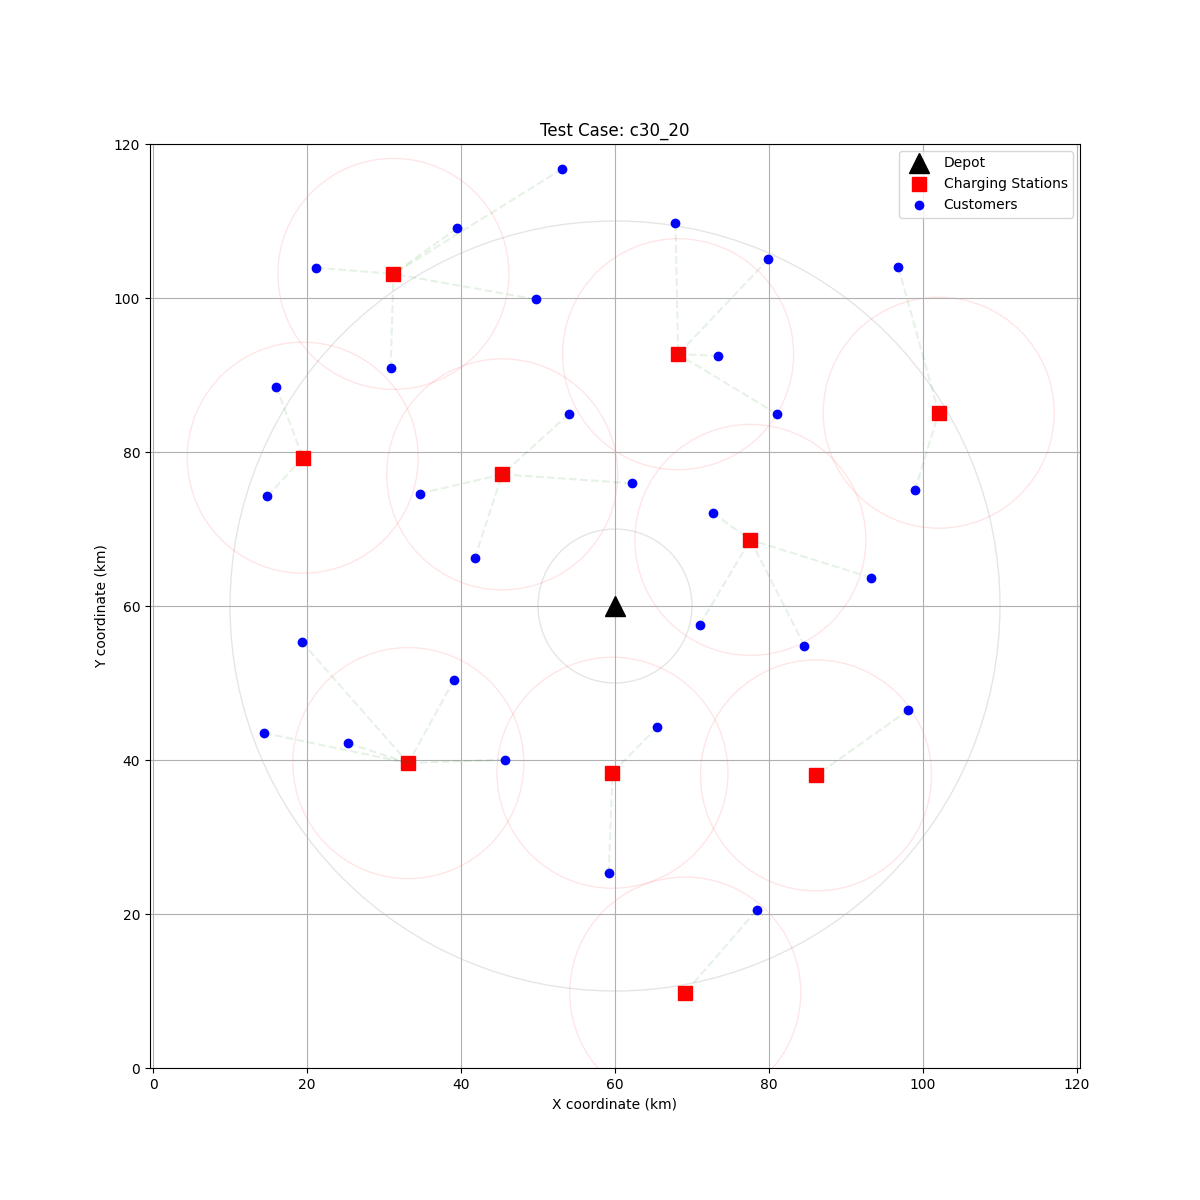 Test Case: c30_20
Depot
Charging Stations
Customers
120
100
80
60
40
20
0
Y coordinate (km)
0 20 40 60 80 100 120
X coordinate (km)